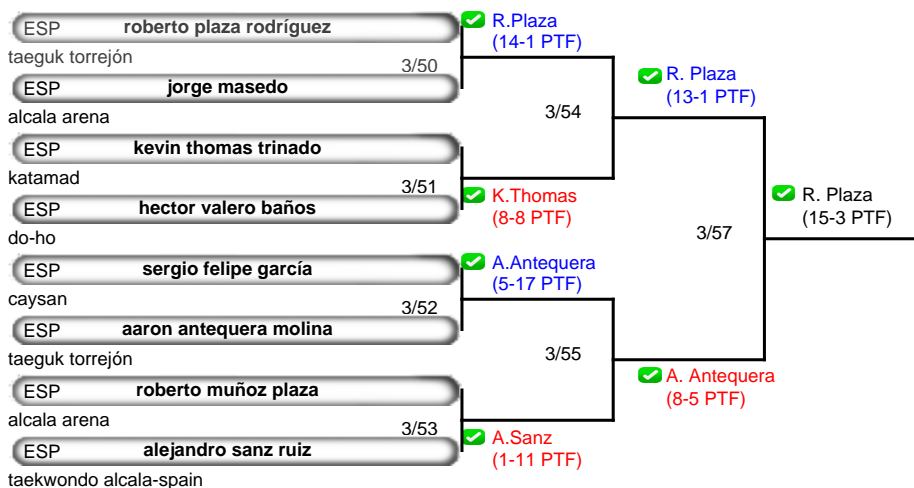 ESP roberto plaza rodríguez
taeguk torrejón
3/50
ESP jorge masedo
alcala arena
ESP kevin thomas trinado
katamad
3/51
ESP hector valero baños
do-ho
ESP sergio felipe garcía
caysan
3/52
ESP aaron antequera molina
taeguk torrejón
ESP roberto muñoz plaza
alcala arena
3/53
ESP alejandro sanz ruiz
taekwondo alcala-spain
R.Plaza
(14-1 PTF)
3/54
K.Thomas
(8-8 PTF)
A.Antequera
(5-17 PTF)
3/55
A.Sanz
(1-11 PTF)
R. Plaza
(13-1 PTF)
3/57
A. Antequera
(8-5 PTF)
R. Plaza
(15-3 PTF)